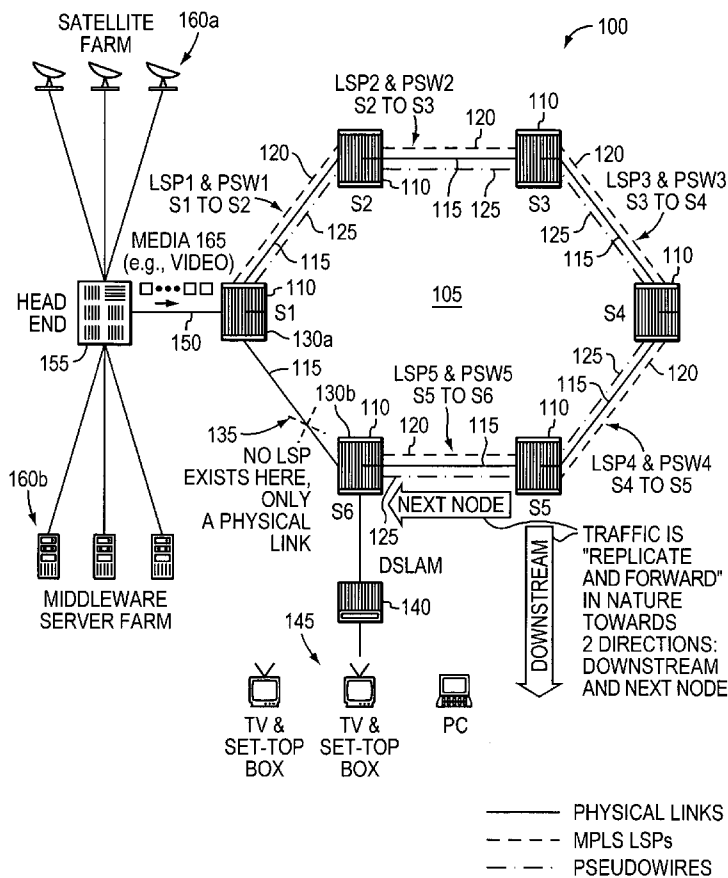 160a
SATELLITE
FARM
100
LSP2 & PSW2
S2 TO S3
110
120
120
120
LSP1 & PSW1
S1 TO S2
LSP3 & PSW3
S3 TO S4
110
115
125
S2
S3
125
125
115
115
110
MEDIA 165
(e.g., VIDEO)
110
HEAD
END
S1
105
S4
155
150
130a
115
LSP5 & PSW5
S5 TO S6
125
115
120
130b
110
110
135
120
115
NO LSP
EXISTS HERE,
ONLY
A PHYSICAL
LINK
LSP4 & PSW4
S4 TO S5
160b
S6
125
NEXT NODE
S5
DSLAM
140
MIDDLEWARE
SERVER FARM
DOWNSTREAM
TRAFFIC IS
"REPLICATE
AND FORWARD"
IN NATURE
TOWARDS
2 DIRECTIONS:
DOWNSTREAM
AND NEXT NODE
145
TV &
SET-TOP
BOX
TV &
SET-TOP
BOX
PC
PHYSICAL LINKS
MPLS LSPs
PSEUDOWIRES